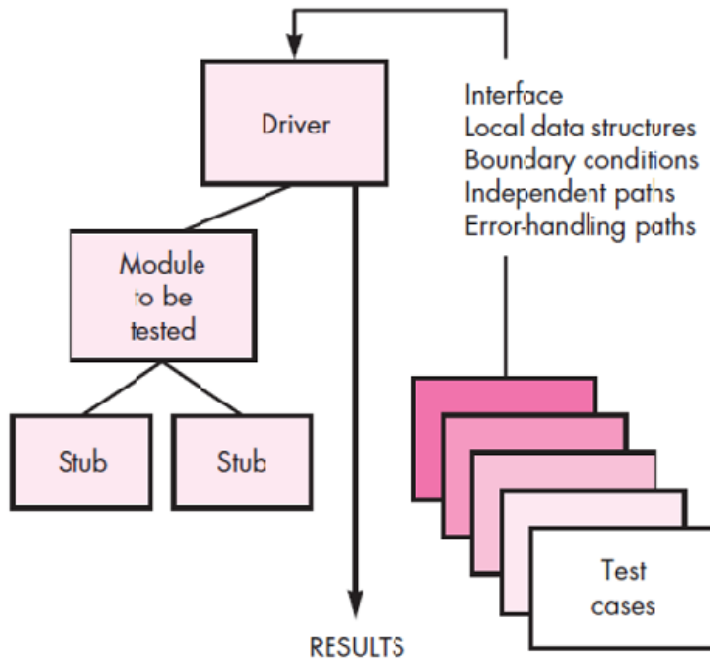 Driver
Interface
Local data structures
Boundary conditions
Independent paths
Error-handling paths
Module
to be
tested
Stub
Stub
Test
cases
RESULTS